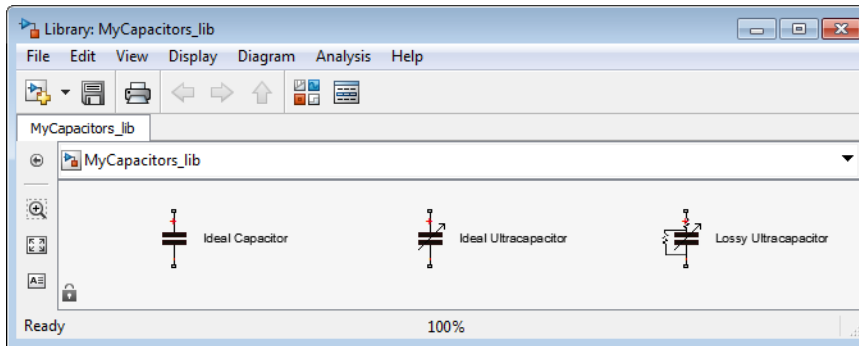 Library: MyCapacitors_lib
File Edit View Display Diagram Analysis Help
MyCapacitors_lib
MyCapacitors_lib
Ideal Capacitor Ideal Ultracapacitor Lossy Ultracapacitor
Ready 100%